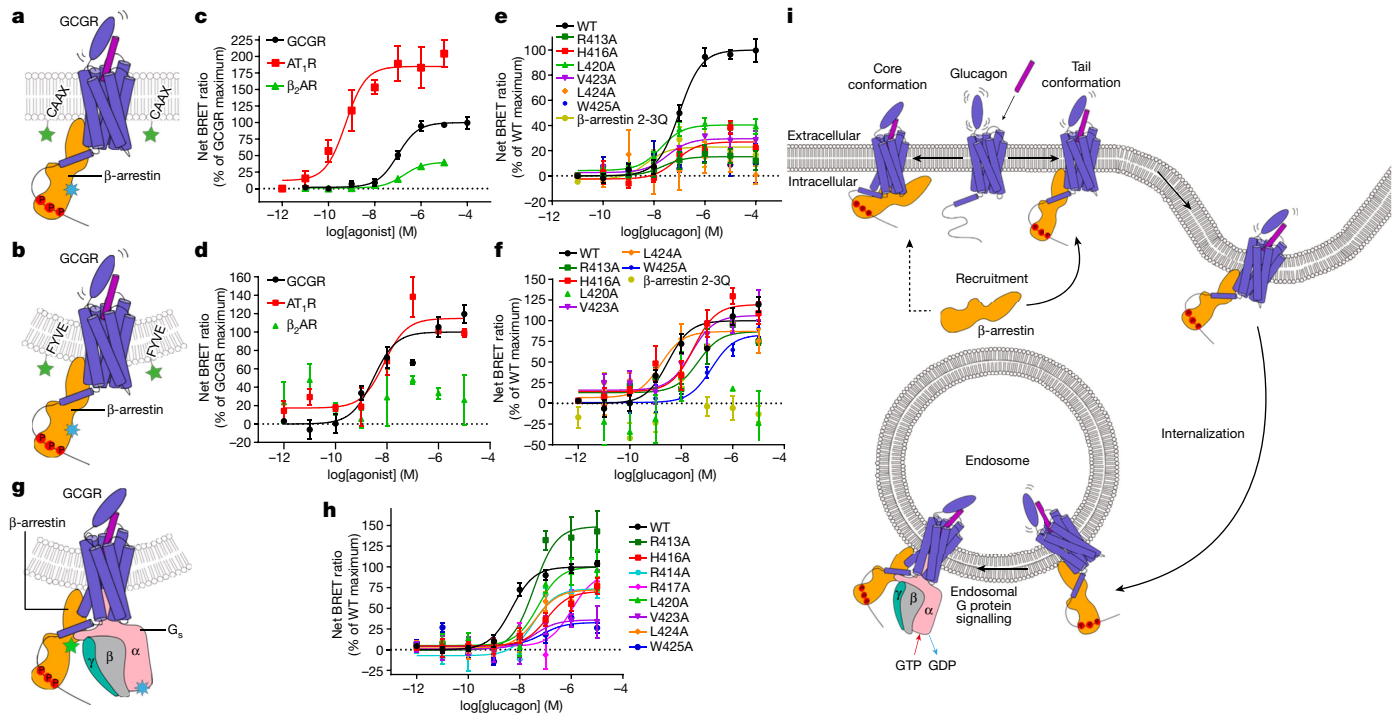 a
GCGR
CAAX
CAAX
β-arrestin
P P P
b
GCGR
FYVE
FYVE
β-arrestin
P P P
c
Net BRET ratio
(% of GCGR maximum)
225
200
175
150
125
100
75
50
25
0
GCGR
AT1R
β2AR
−12 −10 −8 −6 −4
log[agonist] (M)
d
Net BRET ratio
(% of GCGR maximum)
160
140
120
100
80
60
40
20
0
−20
GCGR
AT1R
β2AR
−12 −10 −8 −6 −4
log[agonist] (M)
e
Net BRET ratio
(% of WT maximum)
100
80
60
40
20
0
−20
WT
R413A
H416A
L420A
V423A
L424A
W425A
β-arrestin 2-3Q
−12 −10 −8 −6 −4
log[glucagon] (M)
f
Net BRET ratio
(% of WT maximum)
150
125
100
75
50
25
0
−25
−50
WT
R413A
H416A
L420A
V423A
L424A
W425A
β-arrestin 2-3Q
−12 −10 −8 −6 −4
log[glucagon] (M)
g
GCGR
β-arrestin
Gs
γ β α
P P P
h
Net BRET ratio
(% of WT maximum)
150
125
100
75
50
25
0
−25
WT
R413A
H416A
R414A
R417A
L420A
V423A
L424A
W425A
−12 −10 −8 −6 −4
log[glucagon] (M)
i
Core
conformation
Glucagon
Tail
conformation
Extracellular
Intracellular
Recruitment
β-arrestin
Internalization
Endosome
Endosomal
G protein
signalling
γ β α
GTP GDP